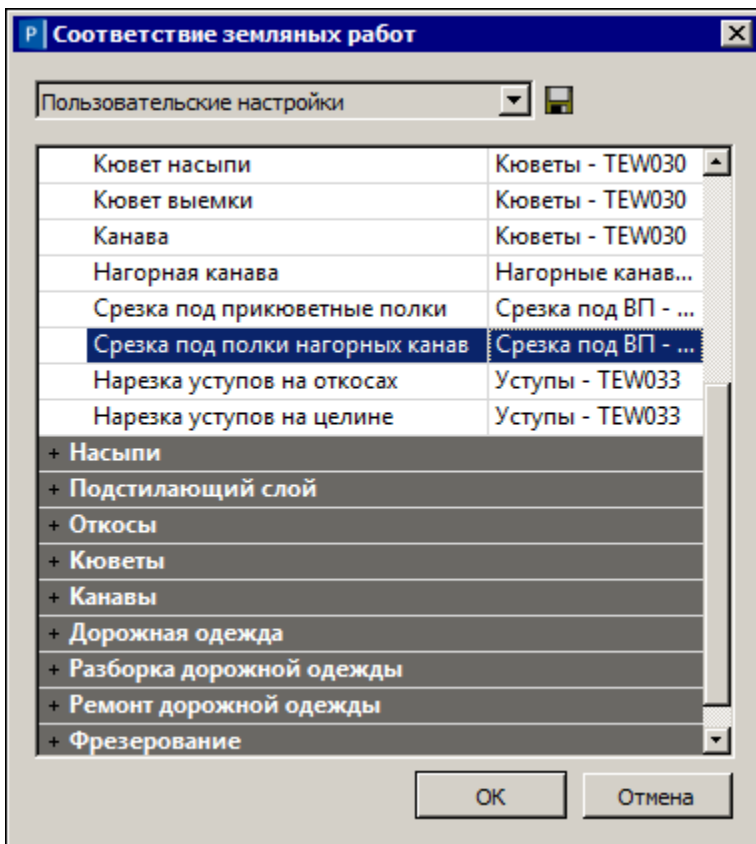 P Соответствие земляных работ
Пользовательские настройки
Кювет насыпи Кюветы - TEW030
Кювет выемки Кюветы - TEW030
Канава Кюветы - TEW030
Нагорная канава Нагорные канав...
Срезка под прикюветные полки Срезка под ВП - ...
Срезка под полки нагорных канав Срезка под ВП - ...
Нарезка уступов на откосах Уступы - TEW033
Нарезка уступов на целине Уступы - TEW033
+ Насыпи
+ Подстилающий слой
+ Откосы
+ Кюветы
+ Канавы
+ Дорожная одежда
+ Разборка дорожной одежды
+ Ремонт дорожной одежды
+ Фрезерование
ОК Отмена